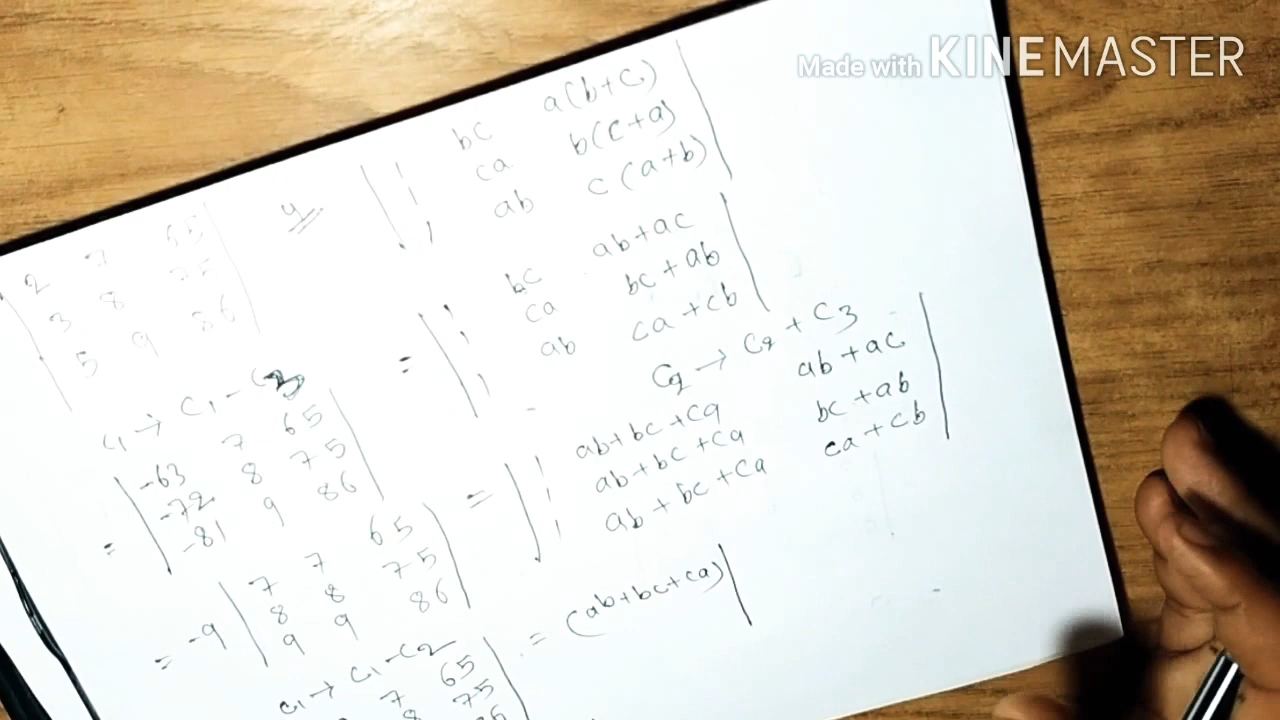 Made with KINEMASTER
2 7 65
3 8 75
5 9 86
C1 → C1 - C3
= | -63 7 65 |
| -72 8 75 |
| -81 9 86 |
= -9 | 7 7 65 |
| 8 8 75 |
| 9 9 86 |
C1 → C1 - C2
7 65
8 75
4
| 1 bc a(b+c) |
| 1 ca b(c+a) |
| 1 ab c(a+b) |
= | 1 bc ab+ac |
| 1 ca bc+ab |
| 1 ab ca+cb |
C2 → C2 + C3
= | 1 ab+bc+ca ab+ac |
| 1 ab+bc+ca bc+ab |
| 1 ab+bc+ca ca+cb |
= (ab+bc+ca) |